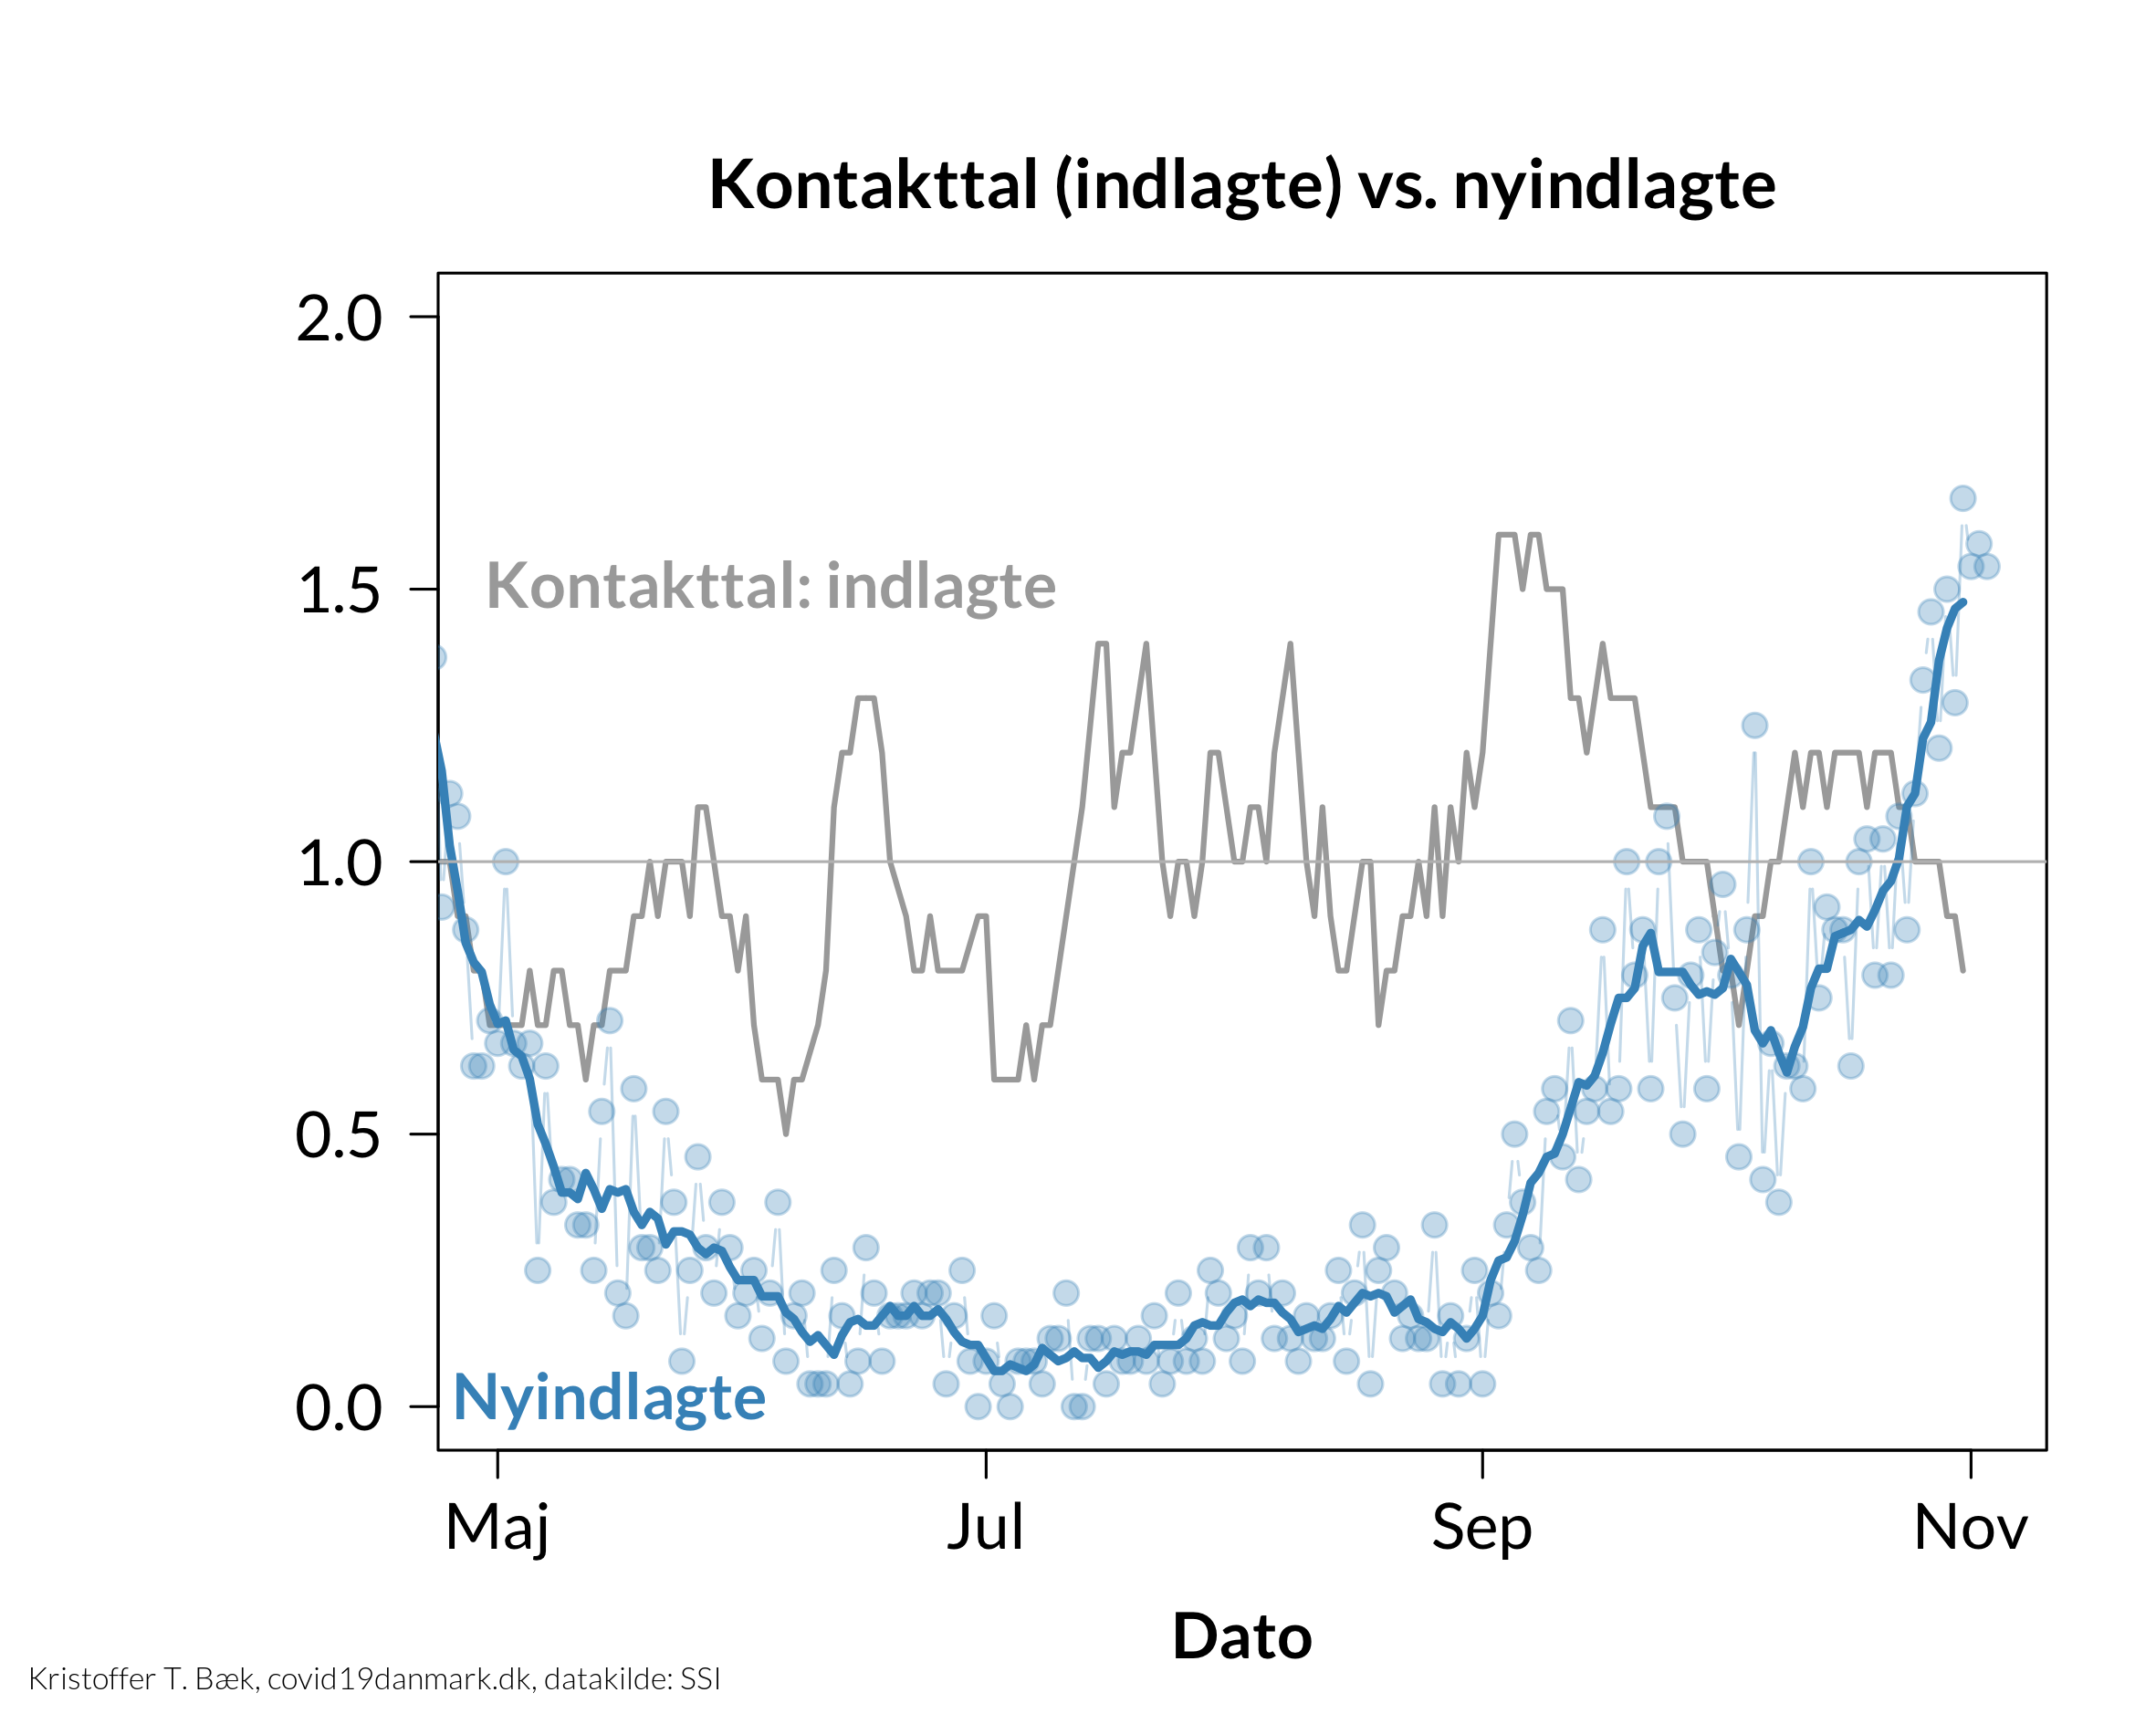 Kontakttal (indlagte) vs. nyindlagte
2.0
1.5
1.0
0.5
0.0
Kontakttal: indlagte
Nyindlagte
Maj Jul Sep Nov
Dato
Kristoffer T. Bæk, covid19danmark.dk, datakilde: SSI